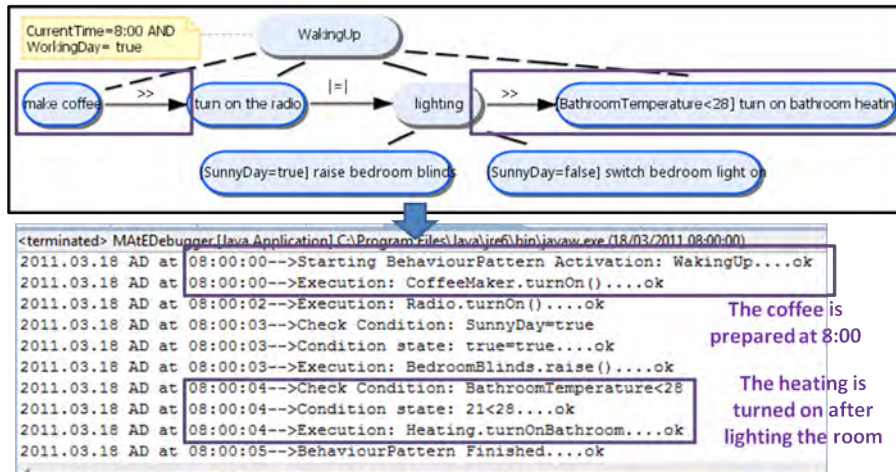 CurrentTime=8:00 AND
WorkingDay= true
WakingUp
make coffee
>>
turn on the radio
|=|
lighting
>>
[BathroomTemperature<28] turn on bathroom heatin
[SunnyDay=true] raise bedroom blinds
[SunnyDay=false] switch bedroom light on
<terminated> MAtEDebugger [Java Application] C:\Program Files\Java\jre6\bin\javaw.exe (18/03/2011 08:00:00)
2011.03.18 AD at 08:00:00-->Starting BehaviourPattern Activation: WakingUp....ok
2011.03.18 AD at 08:00:00-->Execution: CoffeeMaker.turnOn()....ok
2011.03.18 AD at 08:00:02-->Execution: Radio.turnOn()....ok
2011.03.18 AD at 08:00:03-->Check Condition: SunnyDay=true
2011.03.18 AD at 08:00:03-->Condition state: true=true....ok
2011.03.18 AD at 08:00:03-->Execution: BedroomBlinds.raise()....ok
2011.03.18 AD at 08:00:04-->Check Condition: BathroomTemperature<28
2011.03.18 AD at 08:00:04-->Condition state: 21<28....ok
2011.03.18 AD at 08:00:04-->Execution: Heating.turnOnBathroom....ok
2011.03.18 AD at 08:00:05-->BehaviourPattern Finished....ok
The coffee is
prepared at 8:00
The heating is
turned on after
lighting the room